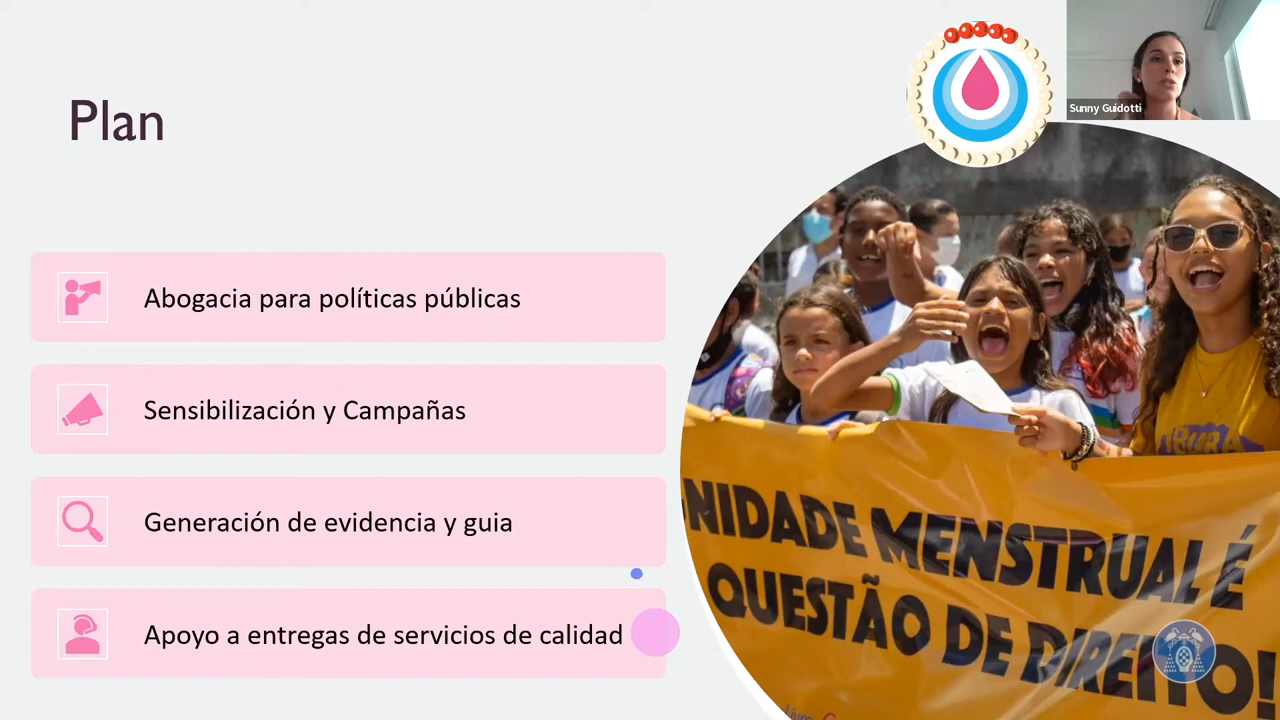 Plan
Sunny Guidotti
Abogacia para políticas públicas
Sensibilización y Campañas
Generación de evidencia y guia
Apoyo a entregas de servicios de calidad
NIDADE MENSTRUAL É
QUESTÃO DE DIREITO!